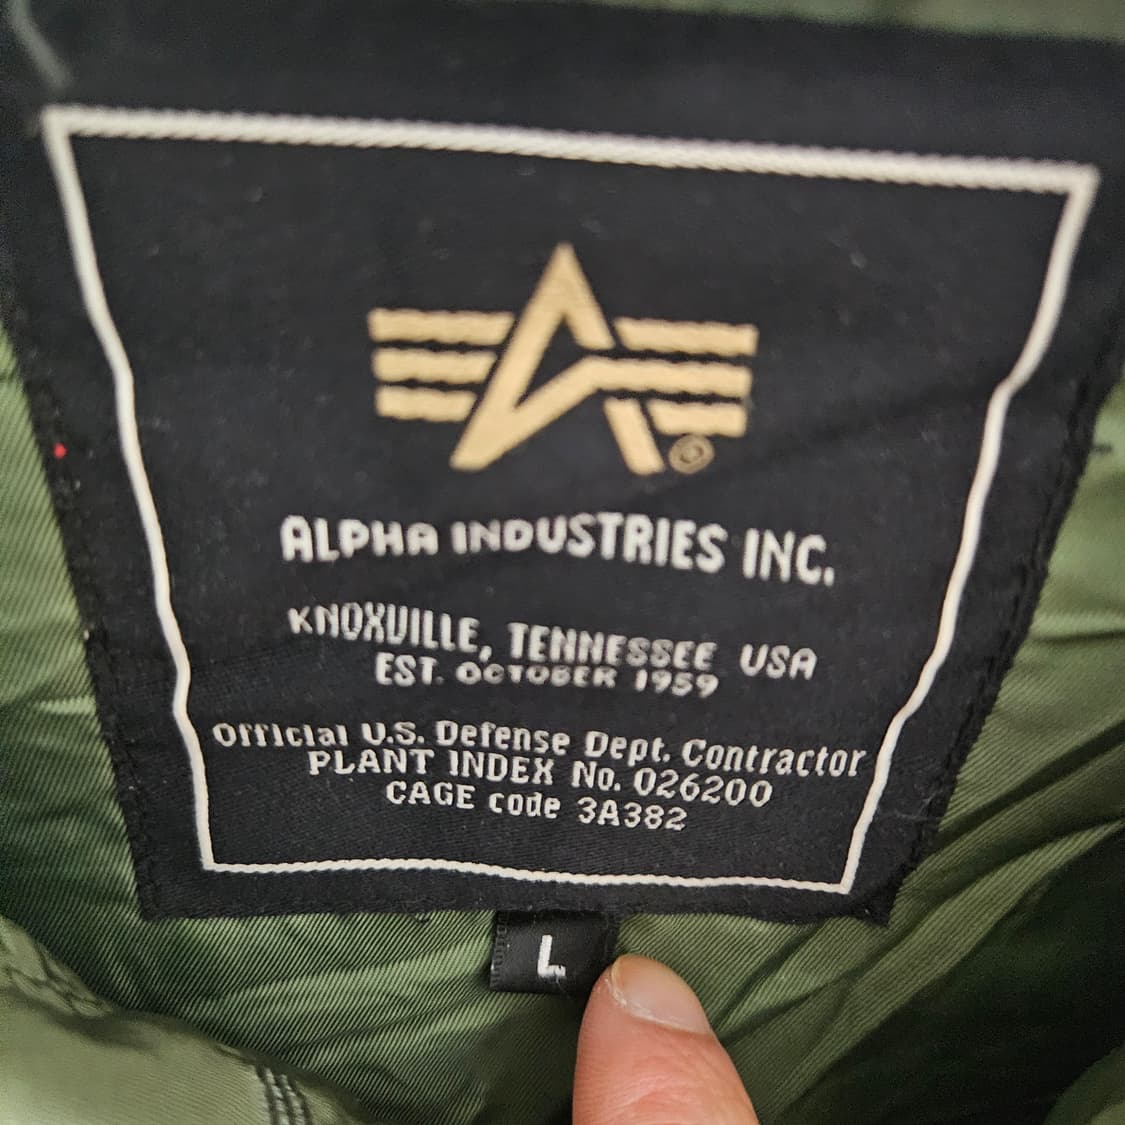 ALPHA INDUSTRIES INC.
KNOXVILLE, TENNESSEE USA
EST. OCTOBER 1959
Official U.S. Defense Dept. Contractor
PLANT INDEX No. 026200
CAGE code 3A382
L